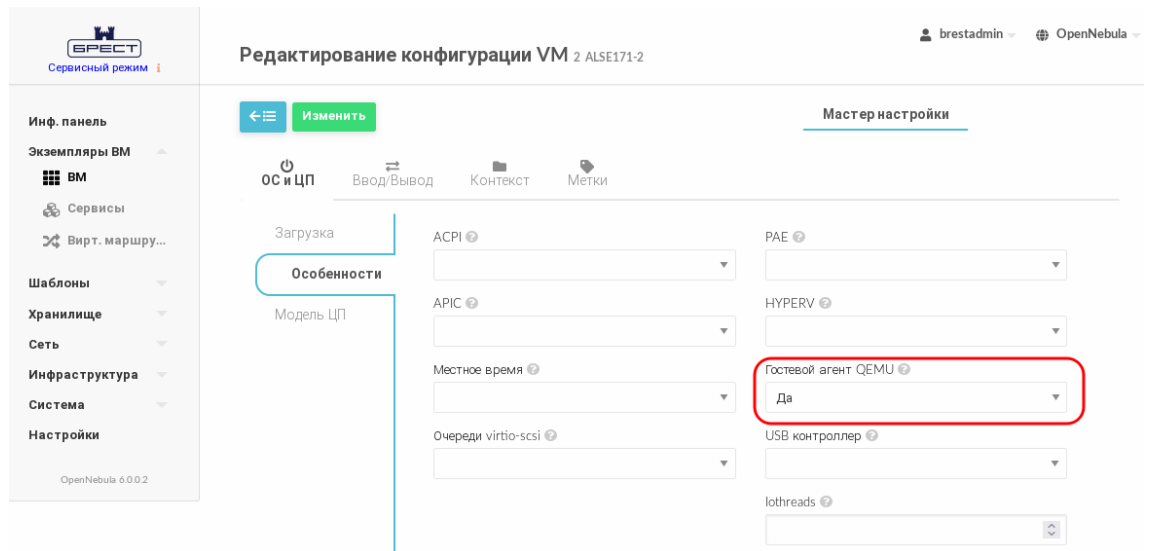 БРЕСТ
Сервисный режим
Редактирование конфигурации VM 2 ALSE171-2
brestadmin
OpenNebula
Инф. панель
Экземпляры ВМ
ВМ
Сервисы
Вирт. маршру...
Шаблоны
Хранилище
Сеть
Инфраструктура
Система
Настройки
OpenNebula 6.0.0.2
Изменить
Мастер настройки
ОС и ЦП
Ввод/Вывод
Контекст
Метки
Загрузка
Особенности
Модель ЦП
ACPI
PAE
APIC
HYPERV
Местное время
Гостевой агент QEMU
Да
Очереди virtio-scsi
USB контроллер
Iothreads